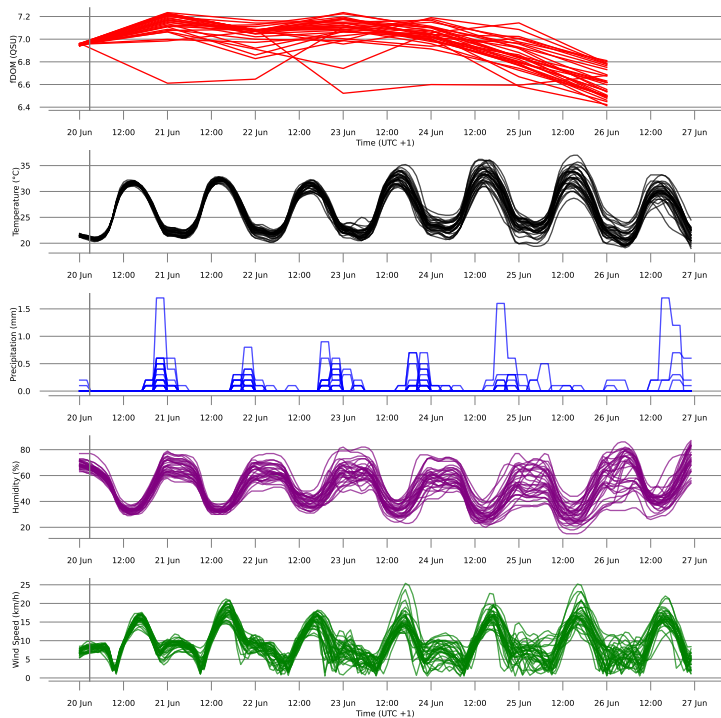 7.2
7.0
6.8
6.6
6.4
fDOM (QSU)
20 Jun 12:00 21 Jun 12:00 22 Jun 12:00 23 Jun 12:00 24 Jun 12:00 25 Jun 12:00 26 Jun 12:00 27 Jun
Time (UTC +1)
35
30
25
20
Temperature (°C)
20 Jun 12:00 21 Jun 12:00 22 Jun 12:00 23 Jun 12:00 24 Jun 12:00 25 Jun 12:00 26 Jun 12:00 27 Jun
1.5
1.0
0.5
0.0
Precipitation (mm)
20 Jun 12:00 21 Jun 12:00 22 Jun 12:00 23 Jun 12:00 24 Jun 12:00 25 Jun 12:00 26 Jun 12:00 27 Jun
80
60
40
20
Humidity (%)
20 Jun 12:00 21 Jun 12:00 22 Jun 12:00 23 Jun 12:00 24 Jun 12:00 25 Jun 12:00 26 Jun 12:00 27 Jun
25
20
15
10
5
0
Wind Speed (km/h)
20 Jun 12:00 21 Jun 12:00 22 Jun 12:00 23 Jun 12:00 24 Jun 12:00 25 Jun 12:00 26 Jun 12:00 27 Jun
Time (UTC +1)